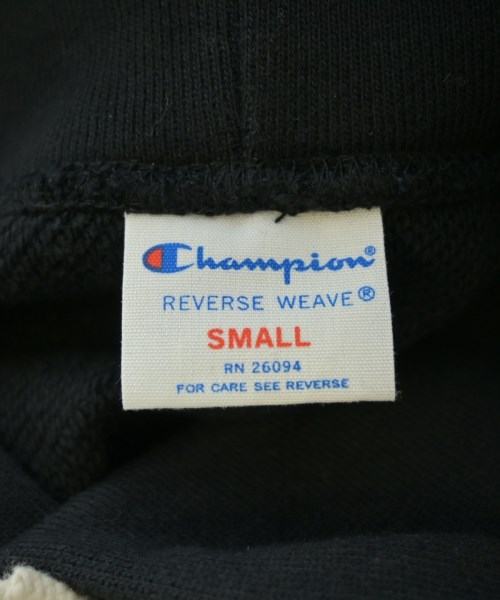 Champion®
REVERSE WEAVE®
SMALL
RN 26094
FOR CARE SEE REVERSE